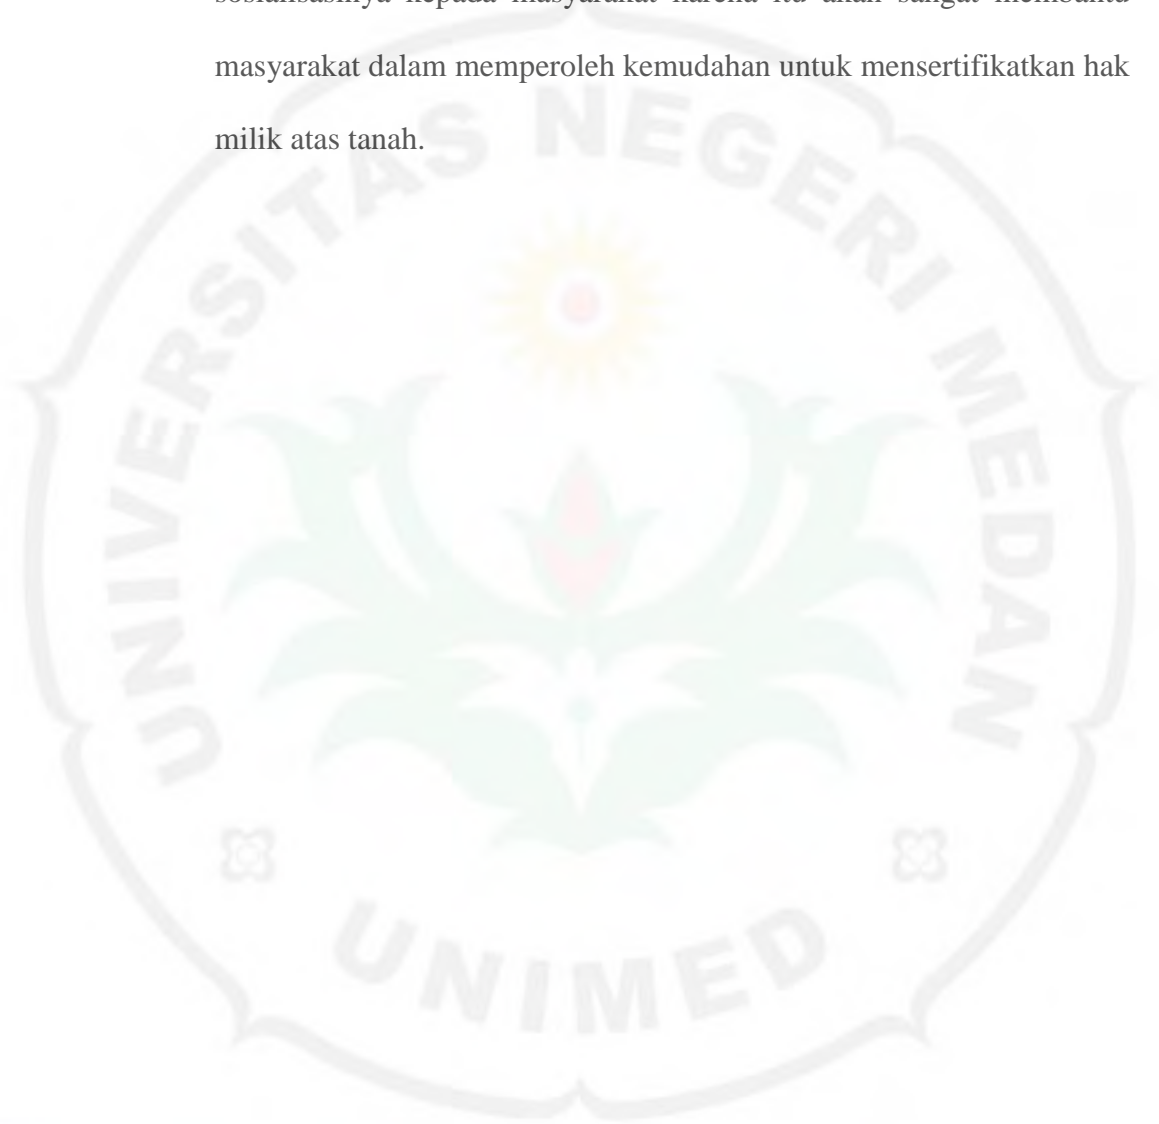 sosialisasinya kepada masyarakat karena itu akan sangat membantu
masyarakat dalam memperoleh kemudahan untuk mensertifikatkan hak
milik atas tanah.
UNIVERSITAS NEGERI MEDAN
UNIMED